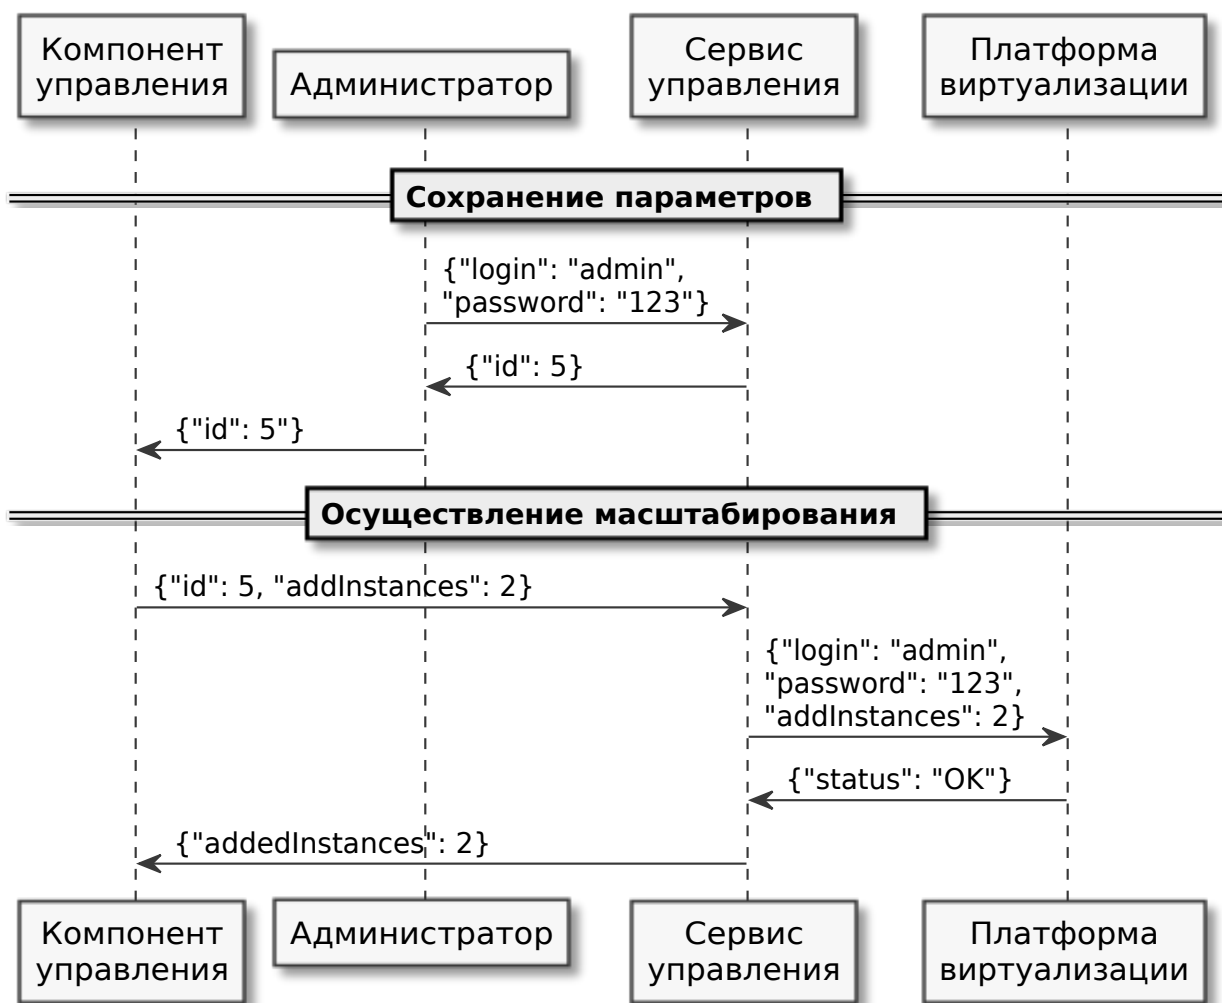 Компонент
управления
Администратор
Сервис
управления
Платформа
виртуализации
Сохранение параметров
{"login": "admin",
"password": "123"}
{"id": 5}
{"id": 5"}
Осуществление масштабирования
{"id": 5, "addInstances": 2}
{"login": "admin",
"password": "123",
"addInstances": 2}
{"status": "OK"}
{"addedInstances": 2}
Компонент
управления
Администратор
Сервис
управления
Платформа
виртуализации